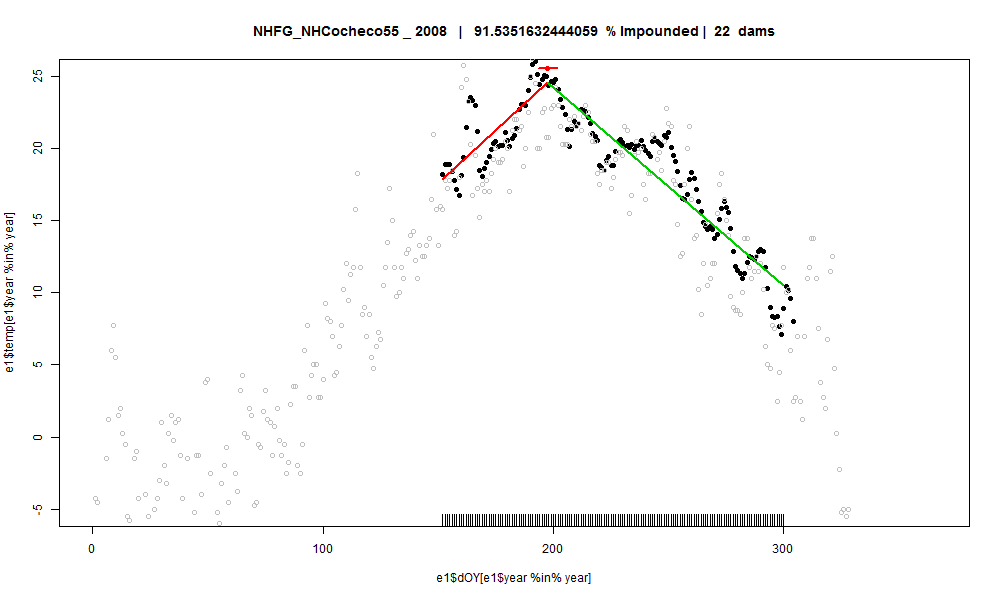 NHFG_NHCocheco55 _ 2008 | 91.5351632444059 % Impounded | 22 dams
25
20
15
10
5
0
-5
e1$temp[e1$year %in% year]
0 100 200 300
e1$dOY[e1$year %in% year]